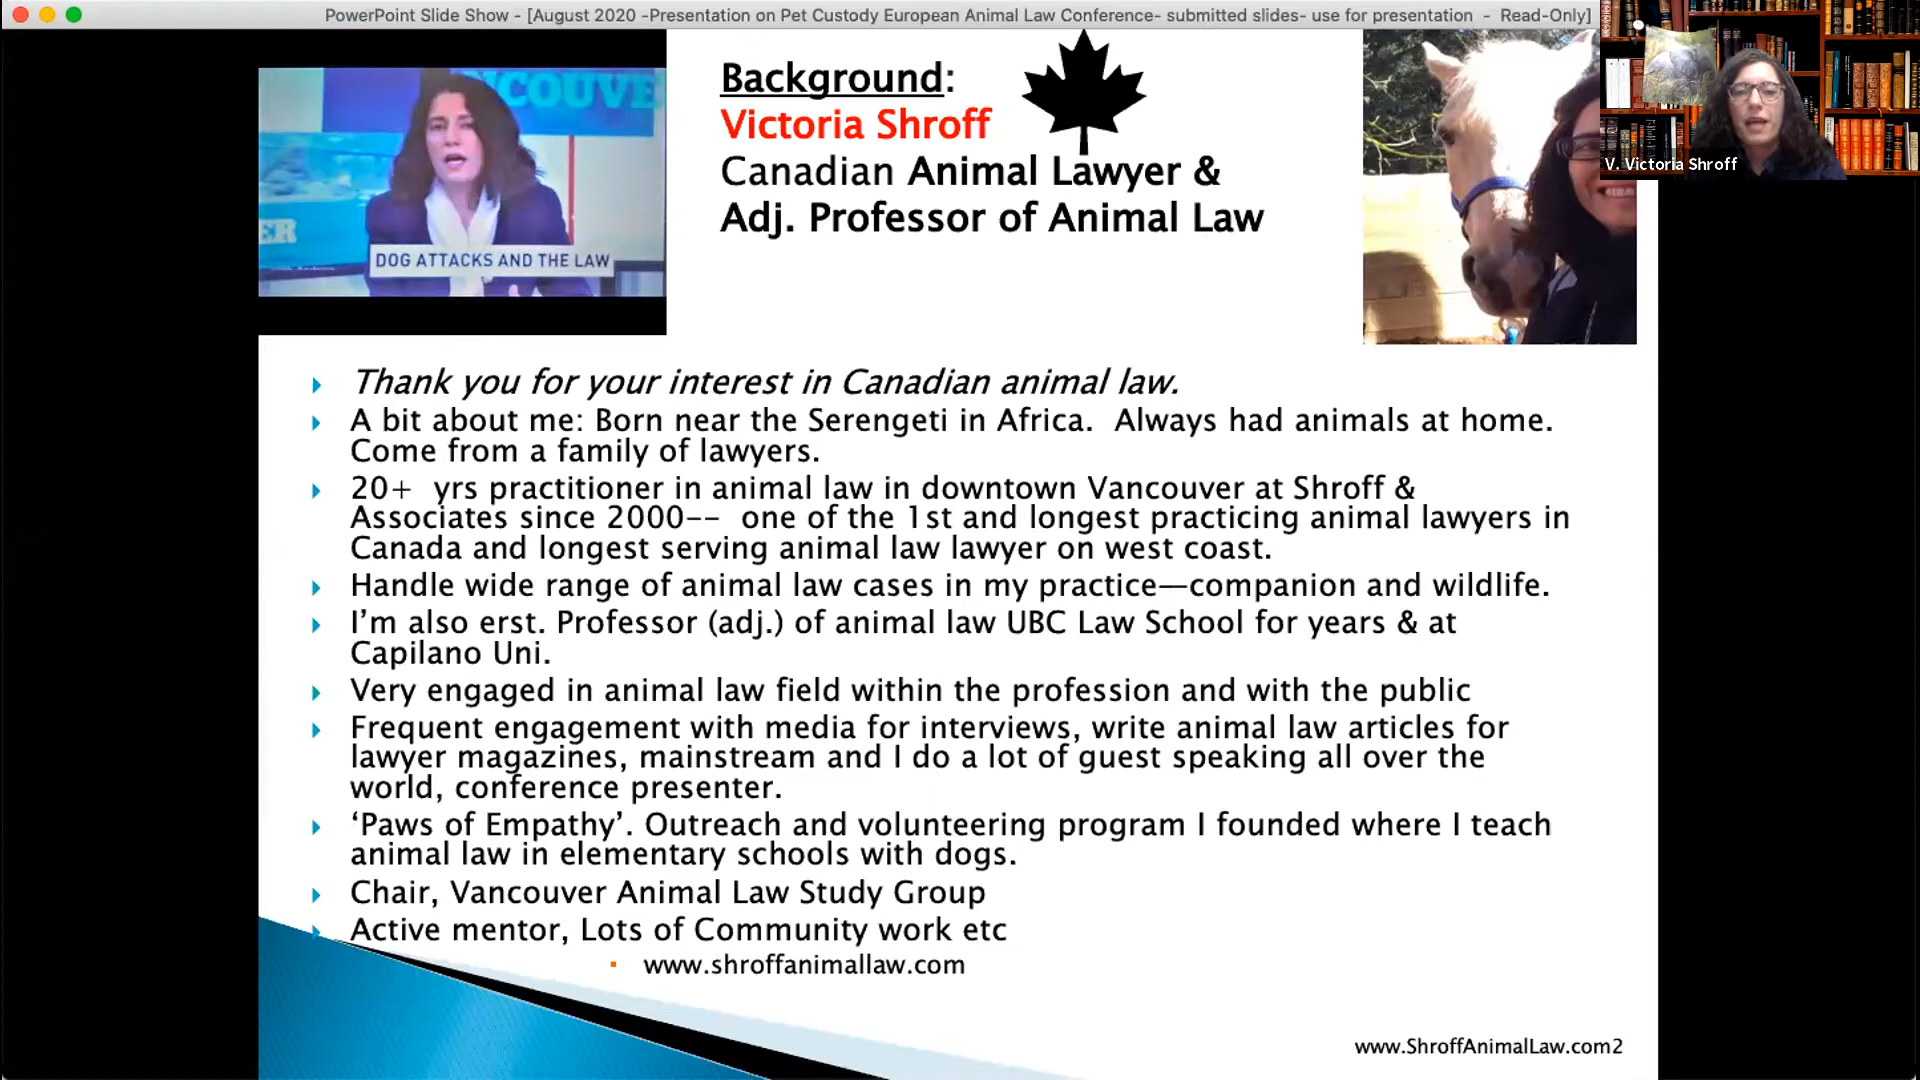 PowerPoint Slide Show - [August 2020 -Presentation on Pet Custody European Animal Law Conference- submitted slides- use for presentation - Read-Only]
COUVE
ER
DOG ATTACKS AND THE LAW
Background:
Victoria Shroff
Canadian Animal Lawyer &
Adj. Professor of Animal Law
V. Victoria Shroff
Thank you for your interest in Canadian animal law.
A bit about me: Born near the Serengeti in Africa. Always had animals at home.
Come from a family of lawyers.
20+ yrs practitioner in animal law in downtown Vancouver at Shroff &
Associates since 2000-- one of the 1st and longest practicing animal lawyers in
Canada and longest serving animal law lawyer on west coast.
Handle wide range of animal law cases in my practice—companion and wildlife.
I'm also erst. Professor (adj.) of animal law UBC Law School for years & at
Capilano Uni.
Very engaged in animal law field within the profession and with the public
Frequent engagement with media for interviews, write animal law articles for
lawyer magazines, mainstream and I do a lot of guest speaking all over the
world, conference presenter.
‘Paws of Empathy’. Outreach and volunteering program I founded where I teach
animal law in elementary schools with dogs.
Chair, Vancouver Animal Law Study Group
Active mentor, Lots of Community work etc
www.shroffanimallaw.com
www.ShroffAnimalLaw.com2